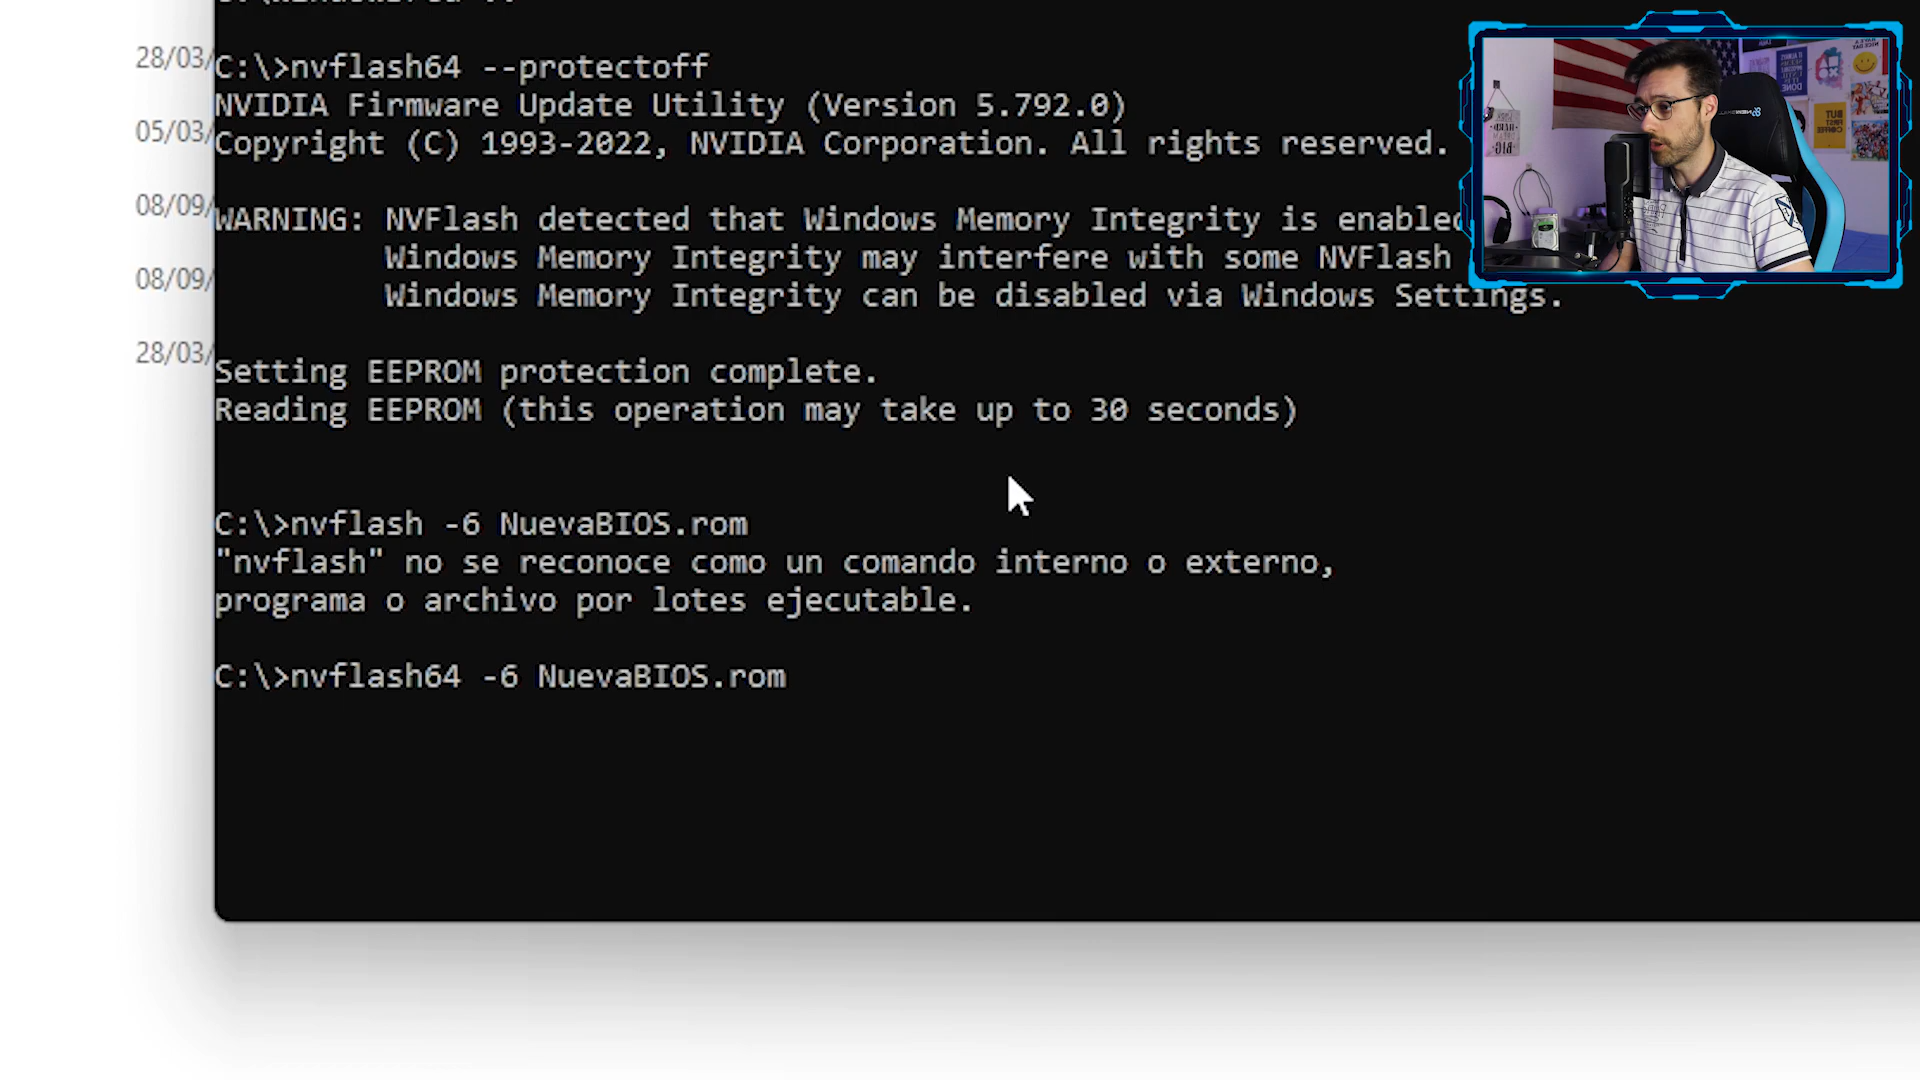 28/03/
C:\>nvflash64 --protectoff
NVIDIA Firmware Update Utility (Version 5.792.0)
05/03/
Copyright (C) 1993-2022, NVIDIA Corporation. All rights reserved.
08/09/
WARNING: NVFlash detected that Windows Memory Integrity is enabled
Windows Memory Integrity may interfere with some NVFlash
08/09/
Windows Memory Integrity can be disabled via Windows Settings.
28/03/
Setting EEPROM protection complete.
Reading EEPROM (this operation may take up to 30 seconds)
C:\>nvflash -6 NuevaBIOS.rom
"nvflash" no se reconoce como un comando interno o externo,
programa o archivo por lotes ejecutable.
C:\>nvflash64 -6 NuevaBIOS.rom
BUT
FIRST
COFFEE